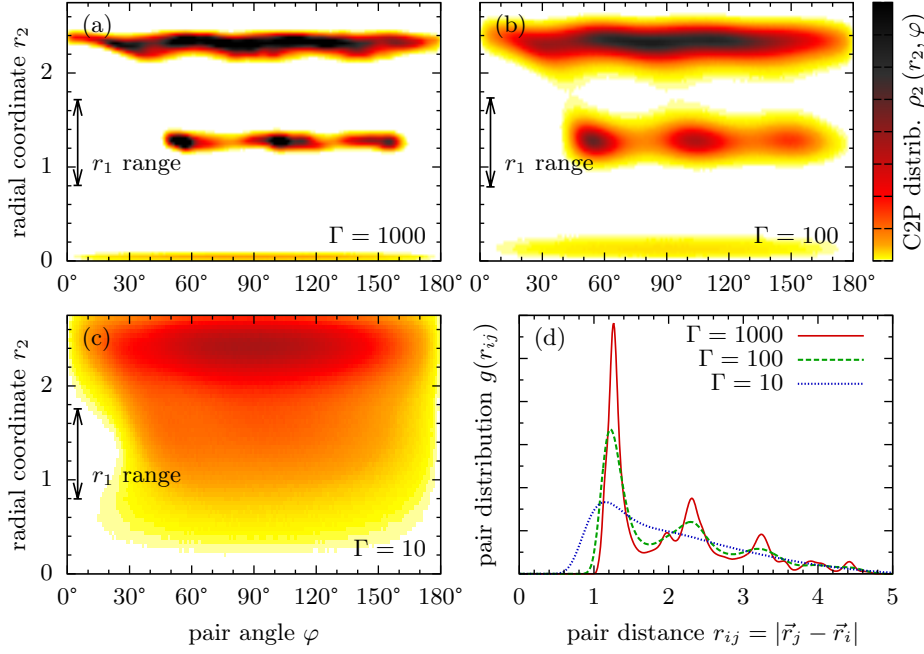 (a)
radial coordinate r₂
2
1
0
r₁ range
Γ = 1000
0° 30° 60° 90° 120° 150° 180°
(b)
r₁ range
Γ = 100
0° 30° 60° 90° 120° 150° 180°
C2P distrib. ρ₂ (r₂, φ)
(c)
radial coordinate r₂
2
1
0
r₁ range
Γ = 10
0° 30° 60° 90° 120° 150° 180°
pair angle φ
(d)
pair distribution g(rᵢⱼ)
Γ = 1000
Γ = 100
Γ = 10
0 1 2 3 4 5
pair distance rᵢⱼ = |r⃗ⱼ − r⃗ᵢ|